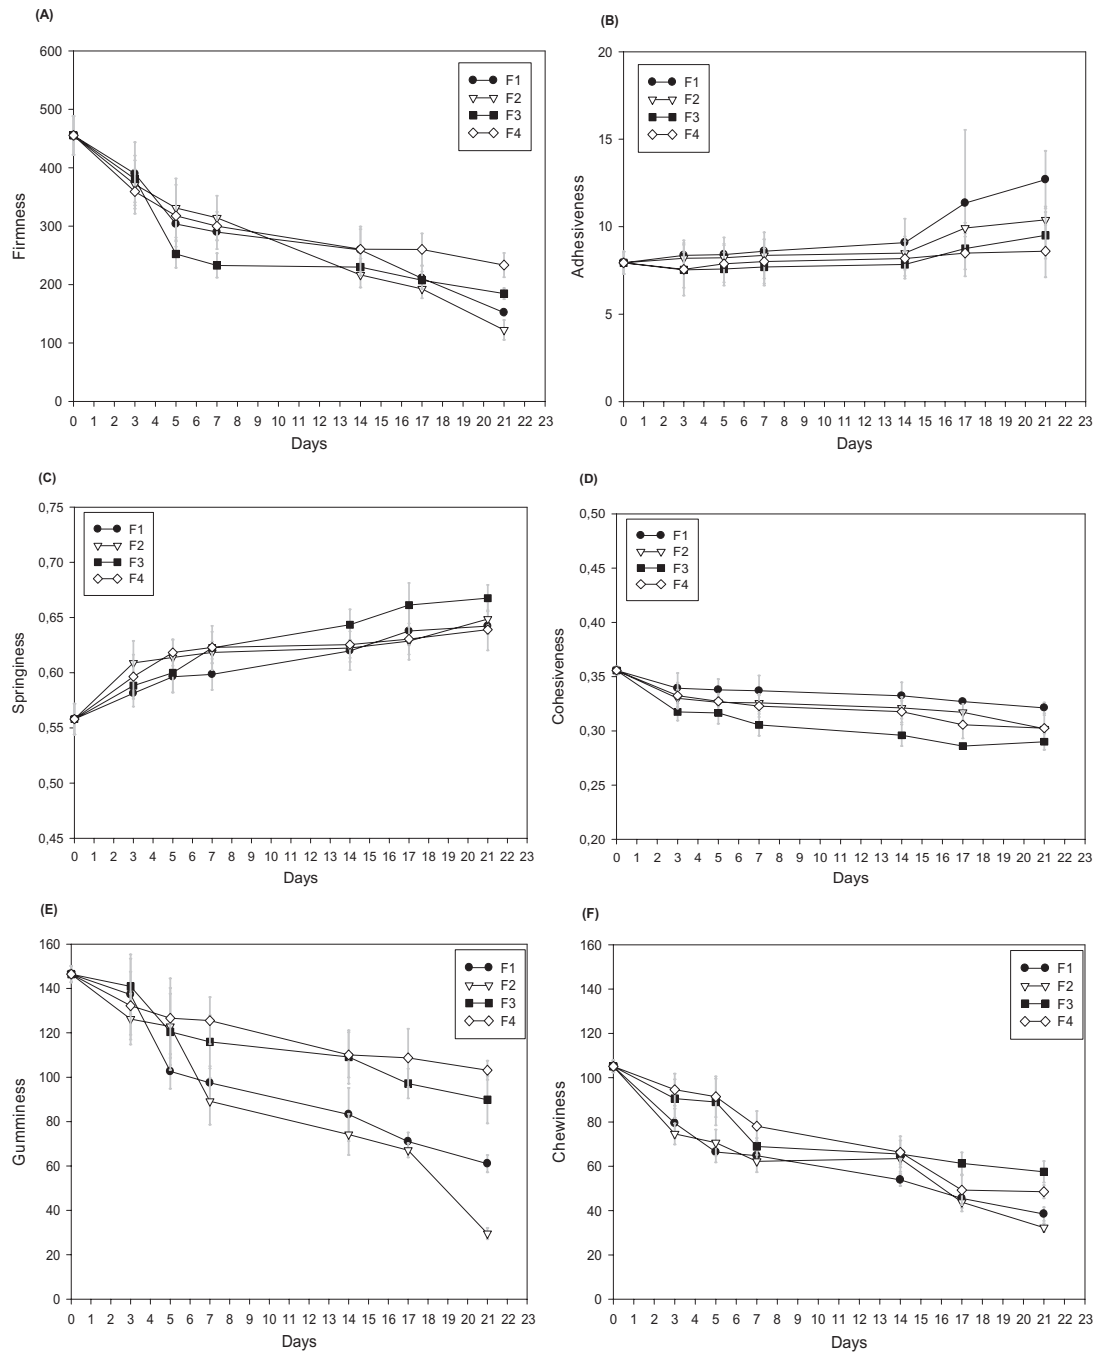 (A)
600
500
400
300
200
100
0
Firmness
F1
F2
F3
F4
0 1 2 3 4 5 6 7 8 9 10 11 12 13 14 15 16 17 18 19 20 21 22 23
Days
(B)
20
15
10
5
0
Adhesiveness
F1
F2
F3
F4
0 1 2 3 4 5 6 7 8 9 10 11 12 13 14 15 16 17 18 19 20 21 22 23
Days
(C)
0,75
0,70
0,65
0,60
0,55
0,50
0,45
Springiness
F1
F2
F3
F4
0 1 2 3 4 5 6 7 8 9 10 11 12 13 14 15 16 17 18 19 20 21 22 23
Days
(D)
0,50
0,45
0,40
0,35
0,30
0,25
0,20
Cohesiveness
F1
F2
F3
F4
0 1 2 3 4 5 6 7 8 9 10 11 12 13 14 15 16 17 18 19 20 21 22 23
Days
(E)
160
140
120
100
80
60
40
20
0
Gumminess
F1
F2
F3
F4
0 1 2 3 4 5 6 7 8 9 10 11 12 13 14 15 16 17 18 19 20 21 22 23
Days
(F)
160
140
120
100
80
60
40
20
0
Chewiness
F1
F2
F3
F4
0 1 2 3 4 5 6 7 8 9 10 11 12 13 14 15 16 17 18 19 20 21 22 23
Days